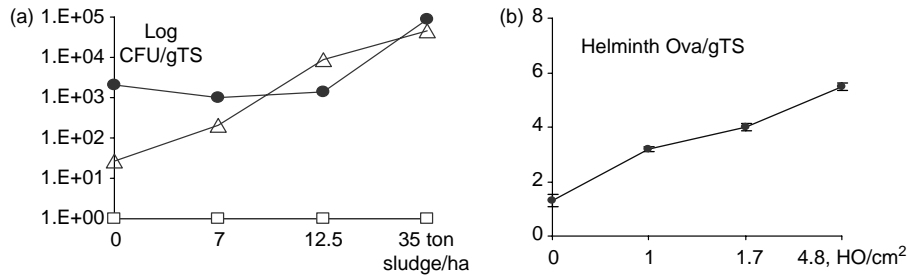 (a)
Log
CFU/gTS
1.E+05
1.E+04
1.E+03
1.E+02
1.E+01
1.E+00
0 7 12.5 35 ton
sludge/ha
(b)
Helminth Ova/gTS
8
6
4
2
0
0 1 1.7 4.8, HO/cm²